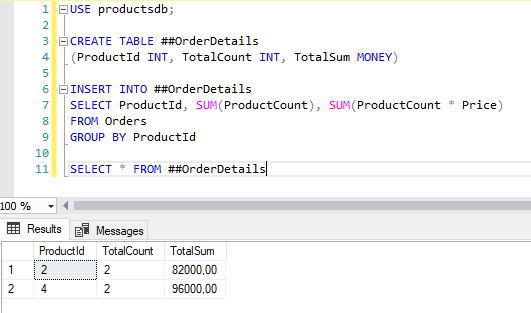 1 USE productsdb;
2
3 CREATE TABLE ##OrderDetails
4 (ProductId INT, TotalCount INT, TotalSum MONEY)
5
6 INSERT INTO ##OrderDetails
7 SELECT ProductId, SUM(ProductCount), SUM(ProductCount * Price)
8 FROM Orders
9 GROUP BY ProductId
10
11 SELECT * FROM ##OrderDetails
100 %
Results Messages
ProductId TotalCount TotalSum
1 2 2 82000,00
2 4 2 96000,00